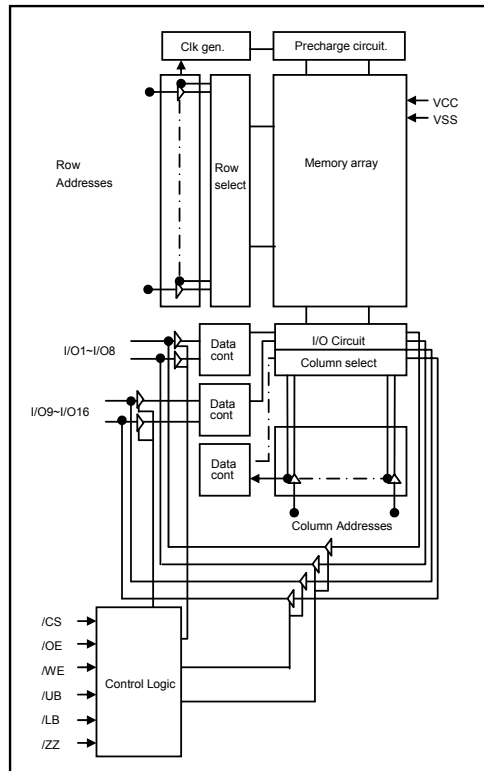 Clk gen.
Precharge circuit.
VCC
VSS
Row
Addresses
Row
select
Memory array
I/O1~I/O8
Data
cont
I/O Circuit
Column select
I/O9~I/O16
Data
cont
Data
cont
Column Addresses
/CS
/OE
/WE
/UB
/LB
/ZZ
Control Logic